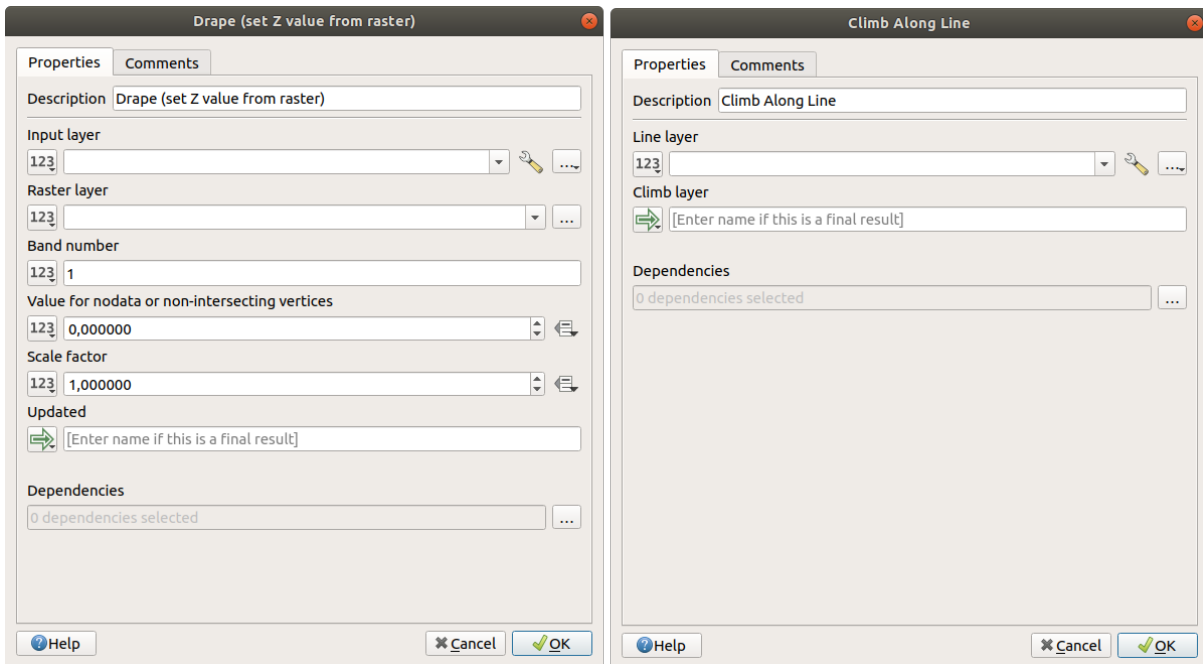 Drape (set Z value from raster)
Properties Comments
Description Drape (set Z value from raster)
Input layer
123
...
Raster layer
123
...
Band number
123 1
Value for nodata or non-intersecting vertices
123 0,000000
Scale factor
123 1,000000
Updated
[Enter name if this is a final result]
Dependencies
0 dependencies selected ...
Help Cancel OK
Climb Along Line
Properties Comments
Description Climb Along Line
Line layer
123
...
Climb layer
[Enter name if this is a final result]
Dependencies
0 dependencies selected ...
Help Cancel OK